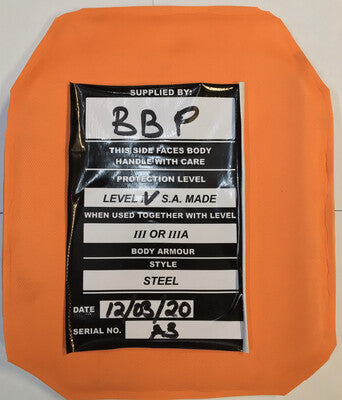 SUPPLIED BY:
BBP
THIS SIDE FACES BODY
HANDLE WITH CARE
PROTECTION LEVEL
LEVEL IV S.A. MADE
WHEN USED TOGETHER WITH LEVEL
III OR IIIA
BODY ARMOUR
STYLE
STEEL
DATE 12/03/20
SERIAL NO. A3